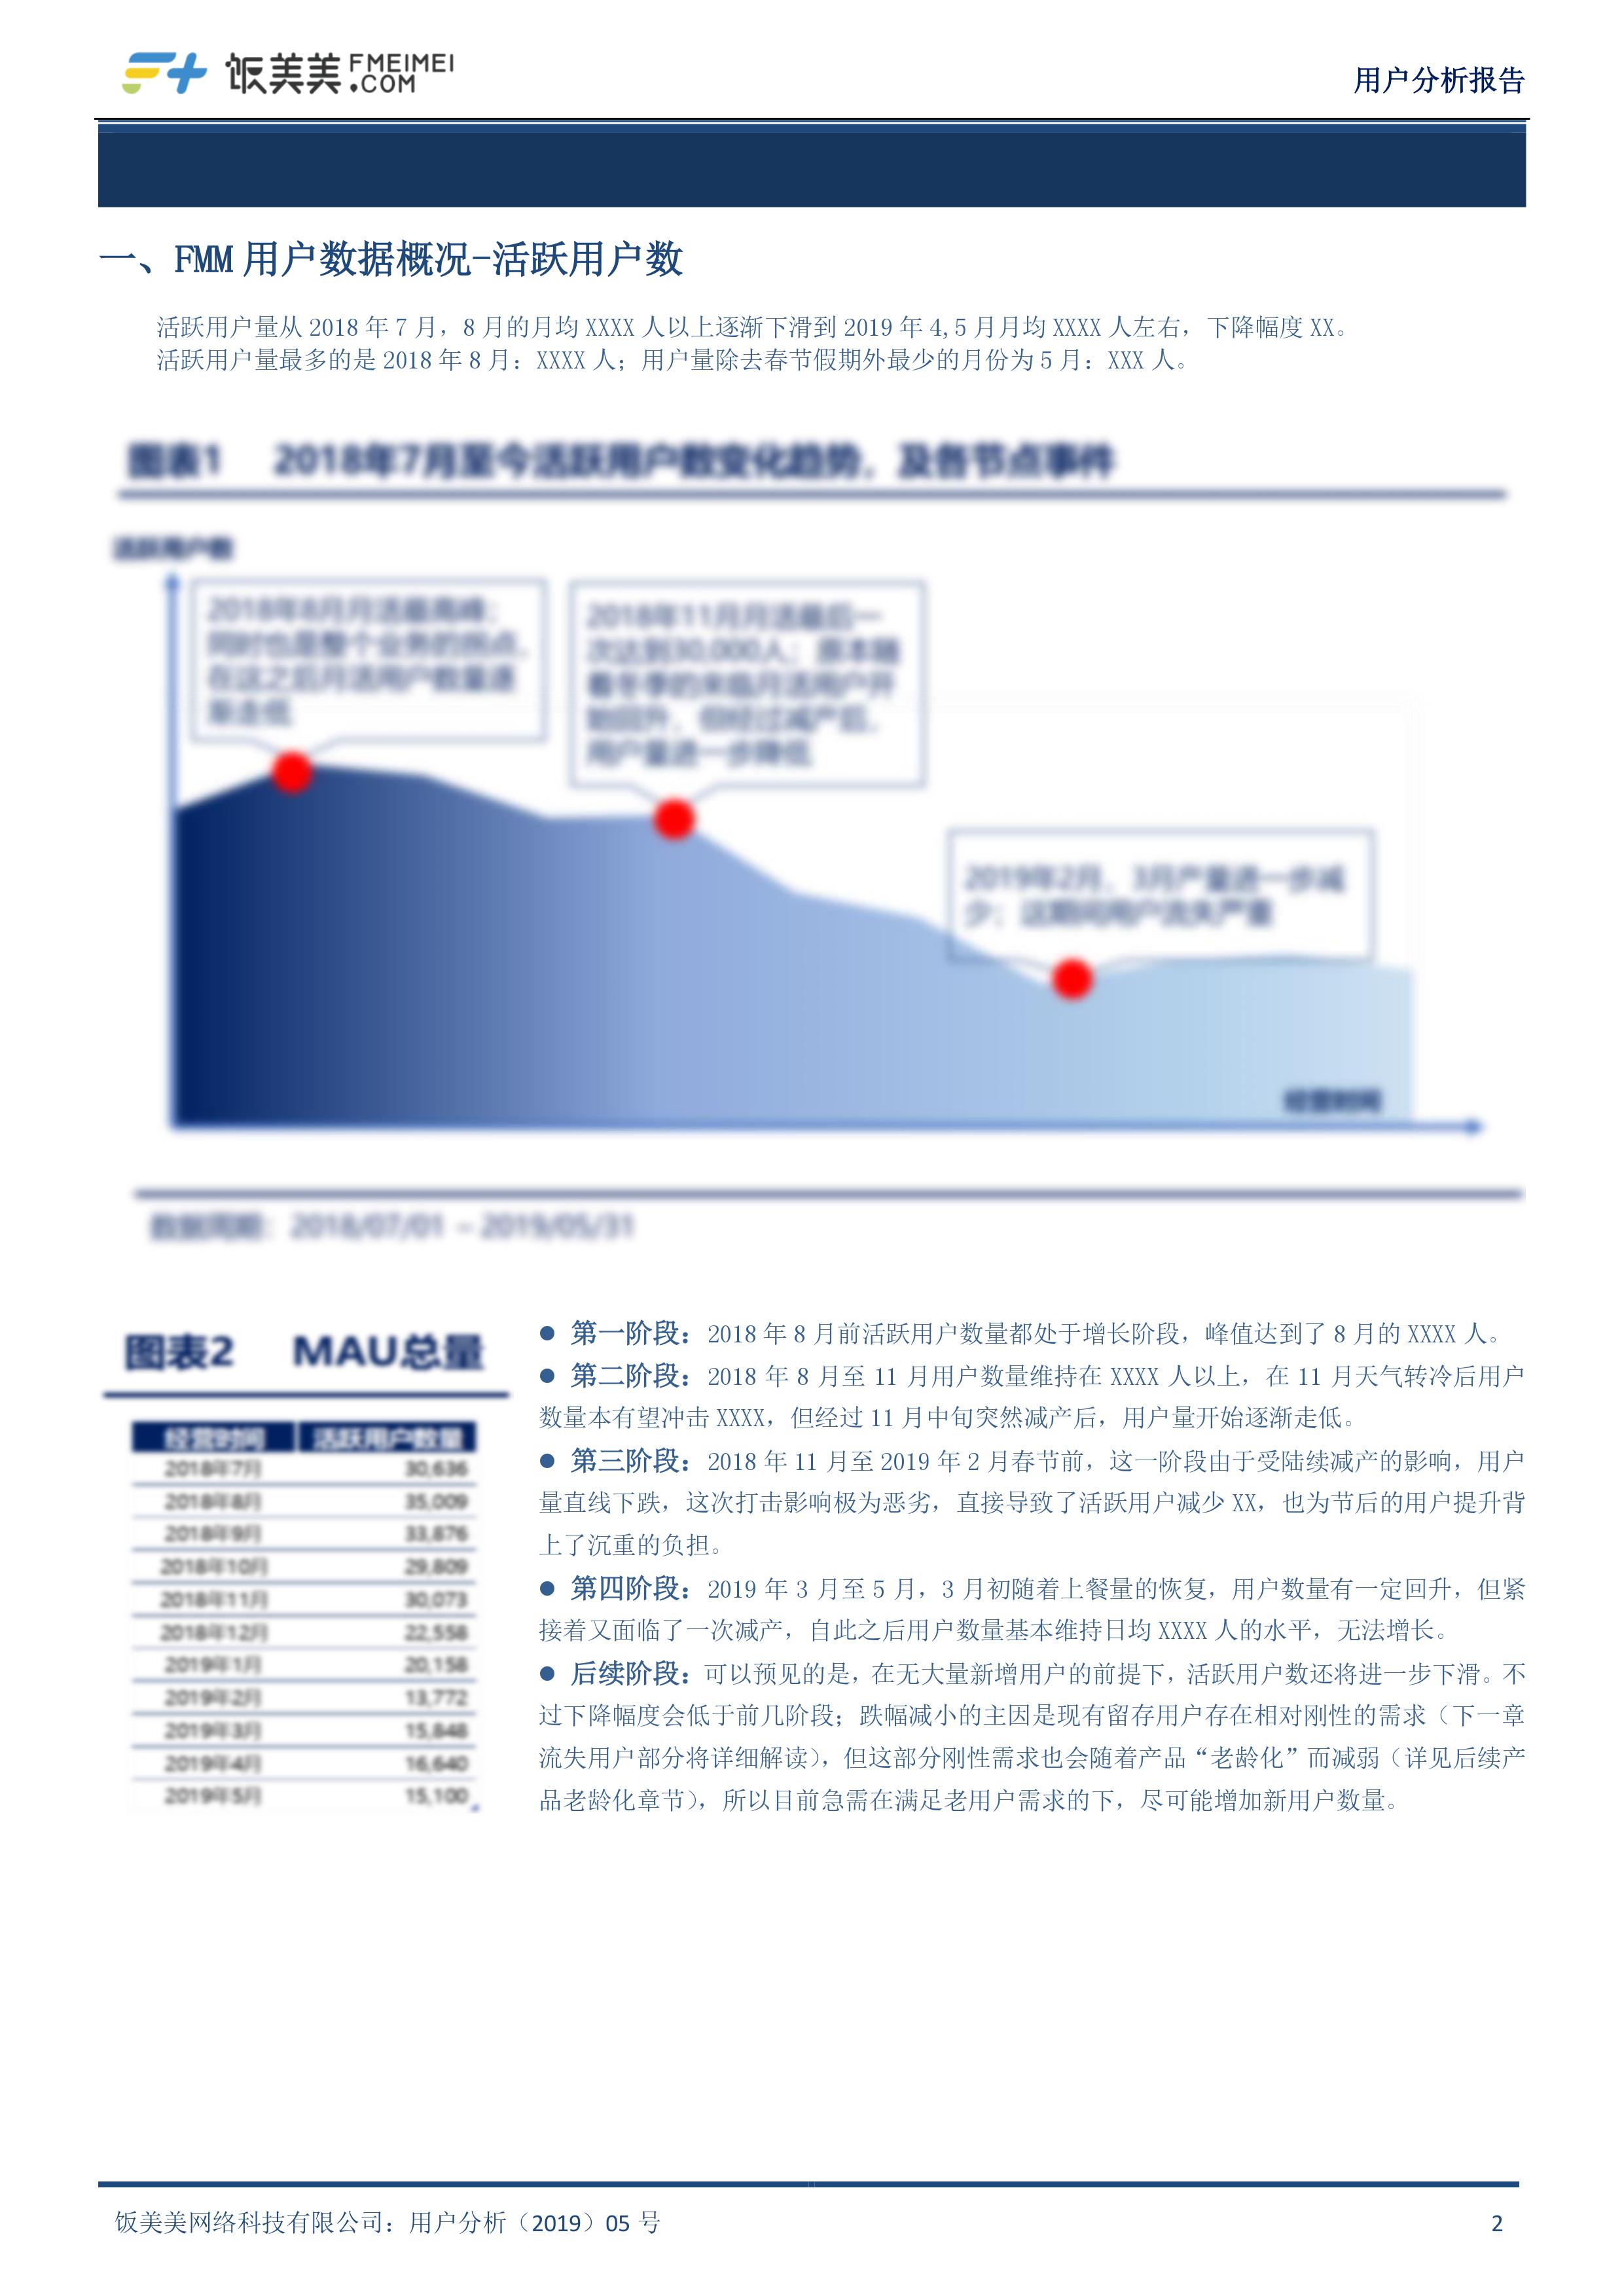 饭美美 FMEIMEI
.COM
用户分析报告
一、FMM 用户数据概况-活跃用户数
活跃用户量从 2018 年 7 月，8 月的月均 XXXX 人以上逐渐下滑到 2019 年 4,5 月月均 XXXX 人左右，下降幅度 XX。
活跃用户量最多的是 2018 年 8 月：XXXX 人；用户量除去春节假期外最少的月份为 5 月：XXX 人。
图表1 2018年7月至今活跃用户数变化趋势，及各节点事件
活跃用户数
2018年8月月活最高峰；
同时也是整个业务的拐点，
在这之后月活用户数量逐
渐走低
2018年11月月活最后一
次达到30,000人；原本随
着冬季的来临月活用户开
始回升，但经过减产后，
用户量进一步降低
2019年2月，3月产量进一步减
少；这期间用户流失严重
经营时间
数据周期：2018/07/01 – 2019/05/31
图表2 MAU总量
经营时间 活跃用户数量
2018年7月 30,636
2018年8月 35,009
2018年9月 33,876
2018年10月 29,809
2018年11月 30,073
2018年12月 22,558
2019年1月 20,158
2019年2月 13,772
2019年3月 15,848
2019年4月 16,640
2019年5月 15,100
● 第一阶段：2018 年 8 月前活跃用户数量都处于增长阶段，峰值达到了 8 月的 XXXX 人。
● 第二阶段：2018 年 8 月至 11 月用户数量维持在 XXXX 人以上，在 11 月天气转冷后用户
数量本有望冲击 XXXX，但经过 11 月中旬突然减产后，用户量开始逐渐走低。
● 第三阶段：2018 年 11 月至 2019 年 2 月春节前，这一阶段由于受陆续减产的影响，用户
量直线下跌，这次打击影响极为恶劣，直接导致了活跃用户减少 XX，也为节后的用户提升背
上了沉重的负担。
● 第四阶段：2019 年 3 月至 5 月，3 月初随着上餐量的恢复，用户数量有一定回升，但紧
接着又面临了一次减产，自此之后用户数量基本维持日均 XXXX 人的水平，无法增长。
● 后续阶段：可以预见的是，在无大量新增用户的前提下，活跃用户数还将进一步下滑。不
过下降幅度会低于前几阶段；跌幅减小的主因是现有留存用户存在相对刚性的需求（下一章
流失用户部分将详细解读），但这部分刚性需求也会随着产品“老龄化”而减弱（详见后续产
品老龄化章节），所以目前急需在满足老用户需求的下，尽可能增加新用户数量。
饭美美网络科技有限公司：用户分析（2019）05 号
2